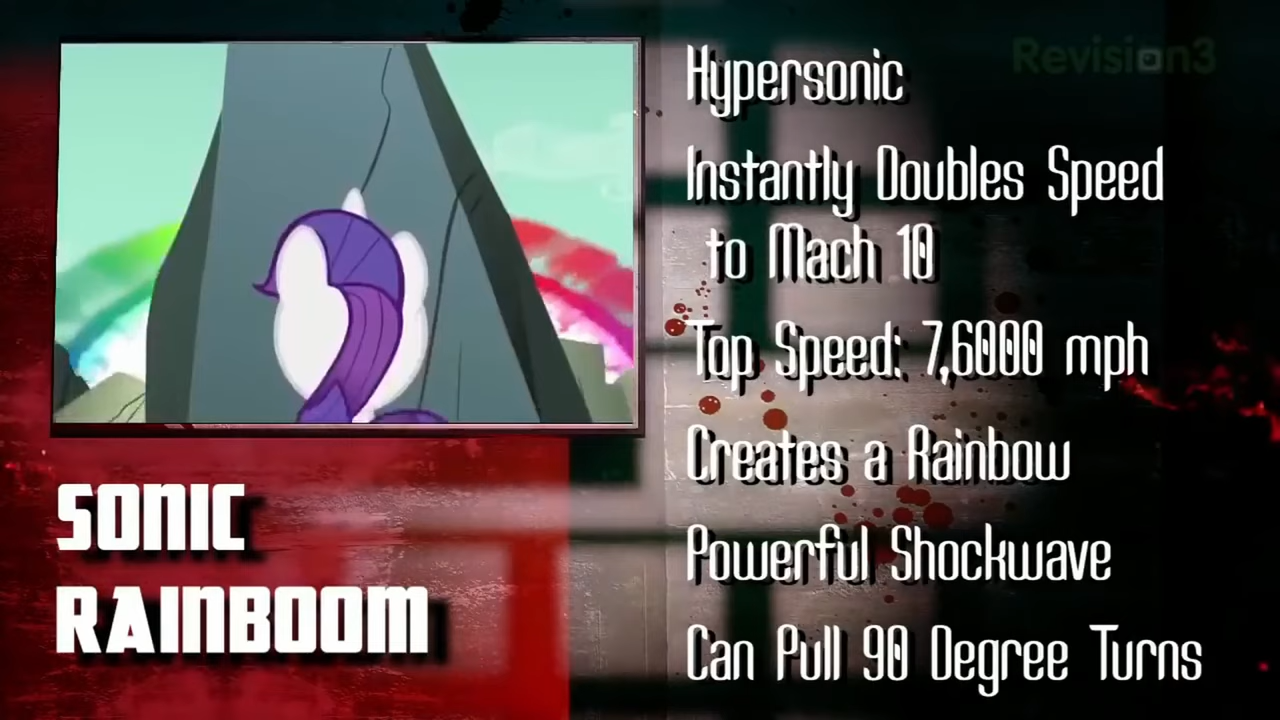 Revision3
Hypersonic
Instantly Doubles Speed
to Mach 10
Top Speed: 7,6000 mph
Creates a Rainbow
Powerful Shockwave
Can Pull 90 Degree Turns
SONIC
RAINBOOM